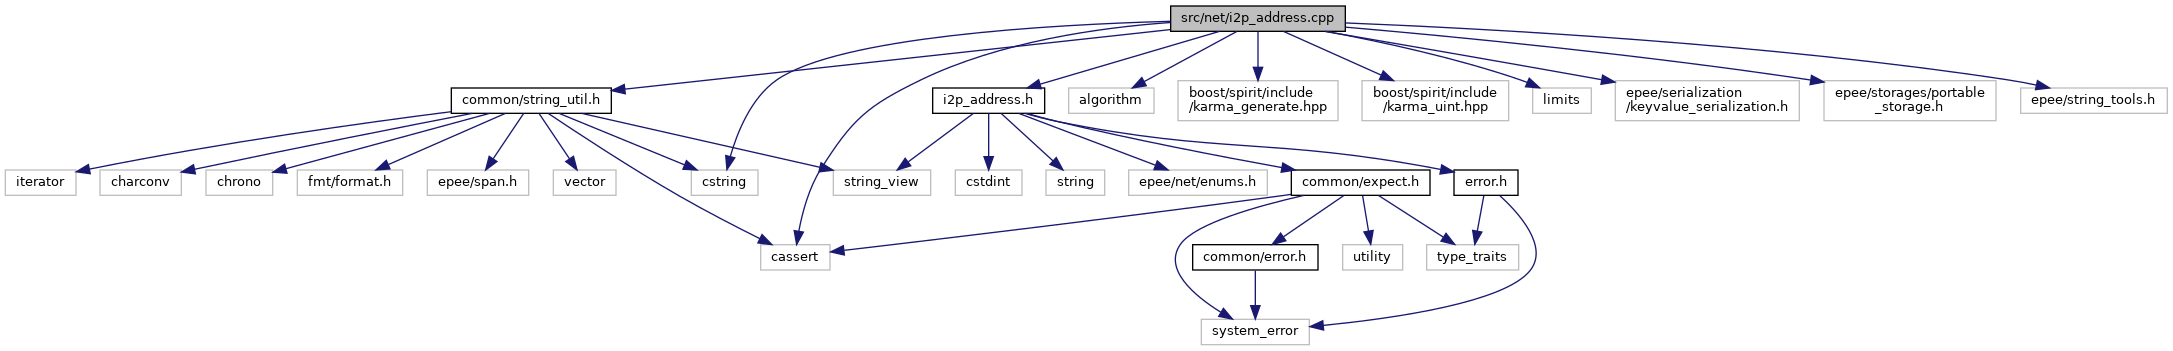 src/net/i2p_address.cpp
common/string_util.h
i2p_address.h
algorithm
boost/spirit/include
/karma_generate.hpp
boost/spirit/include
/karma_uint.hpp
limits
epee/serialization
/keyvalue_serialization.h
epee/storages/portable
_storage.h
epee/string_tools.h
iterator
charconv
chrono
fmt/format.h
epee/span.h
vector
cstring
string_view
cstdint
string
epee/net/enums.h
common/expect.h
error.h
cassert
common/error.h
utility
type_traits
system_error